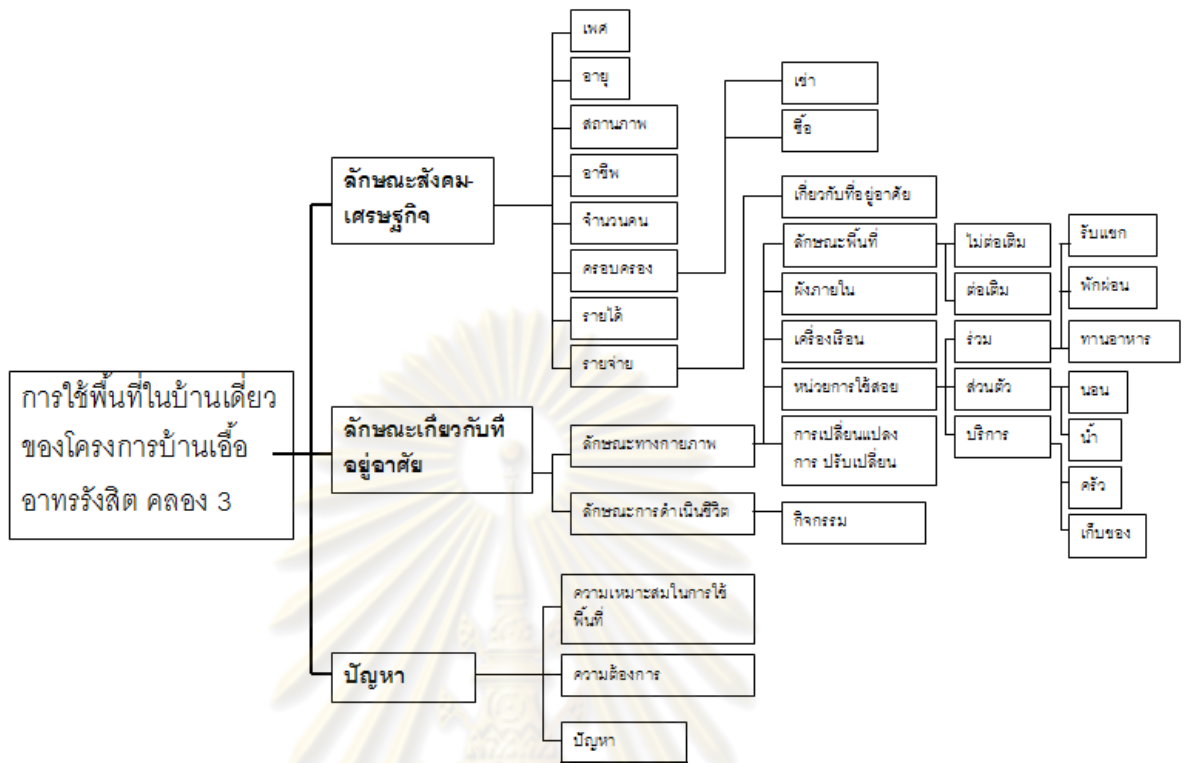 การใช้พื้นที่ในบ้านเดี่ยว
ของโครงการบ้านเอื้อ
อาทรรังสิต คลอง 3
ลักษณะสังคม-
เศรษฐกิจ
เพศ
อายุ
สถานภาพ
อาชีพ
จำนวนคน
ครอบครอง
รายได้
รายจ่าย
เช่า
ซื้อ
เกี่ยวกับที่อยู่อาศัย
ลักษณะเกี่ยวกับที่
อยู่อาศัย
ลักษณะทางกายภาพ
ลักษณะการดำเนินชีวิต
ลักษณะพื้นที่
ผังภายใน
เครื่องเรือน
หน่วยการใช้สอย
การเปลี่ยนแปลง
การ ปรับเปลี่ยน
กิจกรรม
ไม่ต่อเติม
ต่อเติม
ร่วม
ส่วนตัว
บริการ
รับแขก
พักผ่อน
ทานอาหาร
นอน
น้ำ
ครัว
เก็บของ
ปัญหา
ความเหมาะสมในการใช้
พื้นที่
ความต้องการ
ปัญหา